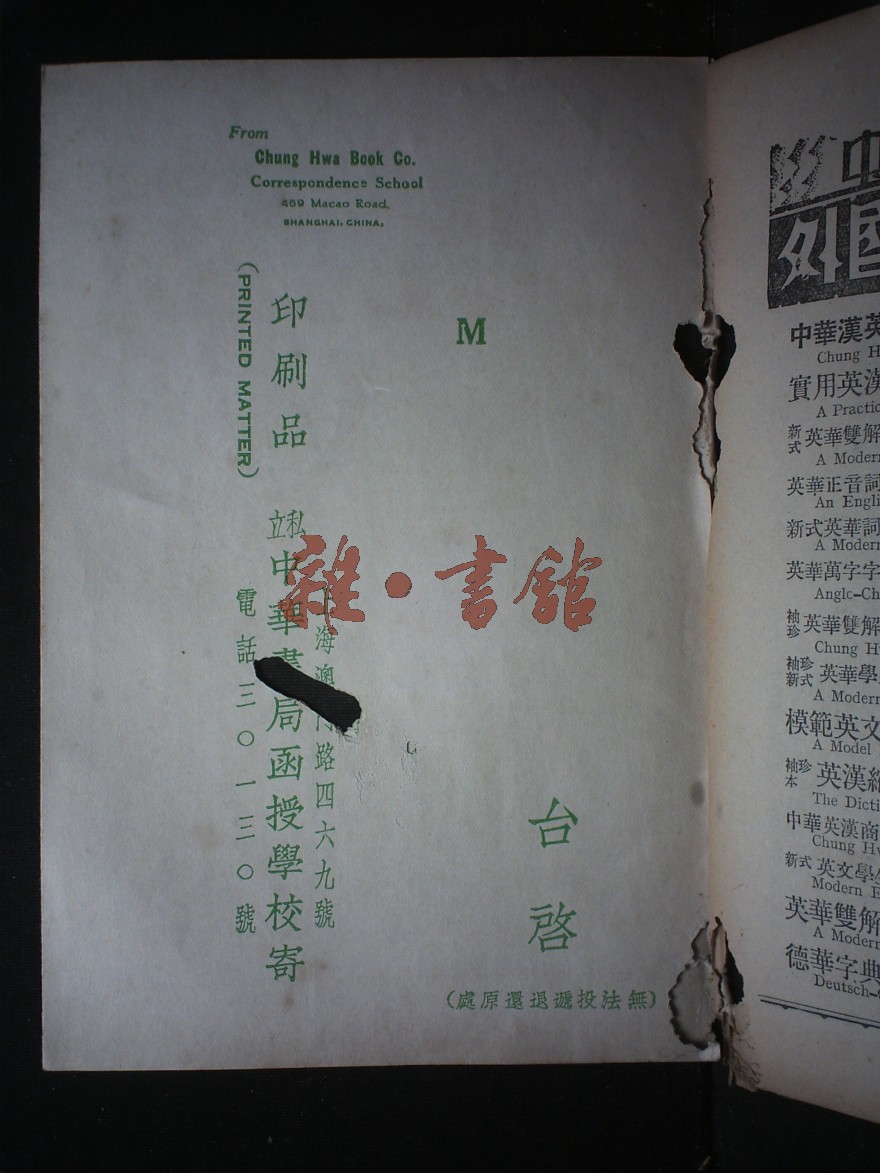 From
Chung Hwa Book Co.
Correspondence School
469 Macao Road,
SHANGHAI, CHINA,
M
台啓
(無法投遞退還原處)
上海澳門路四六九號
私立中華書局函授學校寄
電話三〇一三〇號
印刷品
(PRINTED MATTER)
雜·書館
中
外國
中華漢英
Chung H
實用英漢
A Practic
新式英華雙解
A Modern
英華正音詞
An Engli
新式英華詞
A Modern
英華萬字字
Anglo-Ch
袖珍英華雙解
Chung H
袖珍新式英華學
A Modern
模範英文
A Model
袖珍本英漢
The Dicti
中華英漢商
Chung Hw
新式英文學
Modern E
英華雙解
A Modern
德華字典
Deutsch-